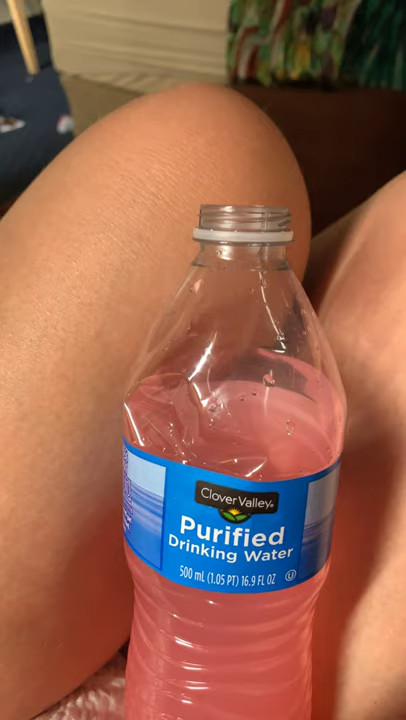 Clover Valley®
Purified
Drinking Water
500 mL (1.05 PT) 16.9 FL OZ Ⓤ